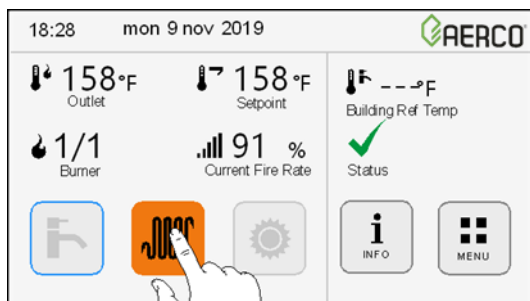 18:28 mon 9 nov 2019 AERCO
158°F 158 °F ---°F
Outlet Setpoint Building Ref Temp
1/1 91 %
Burner Current Fire Rate Status
INFO MENU